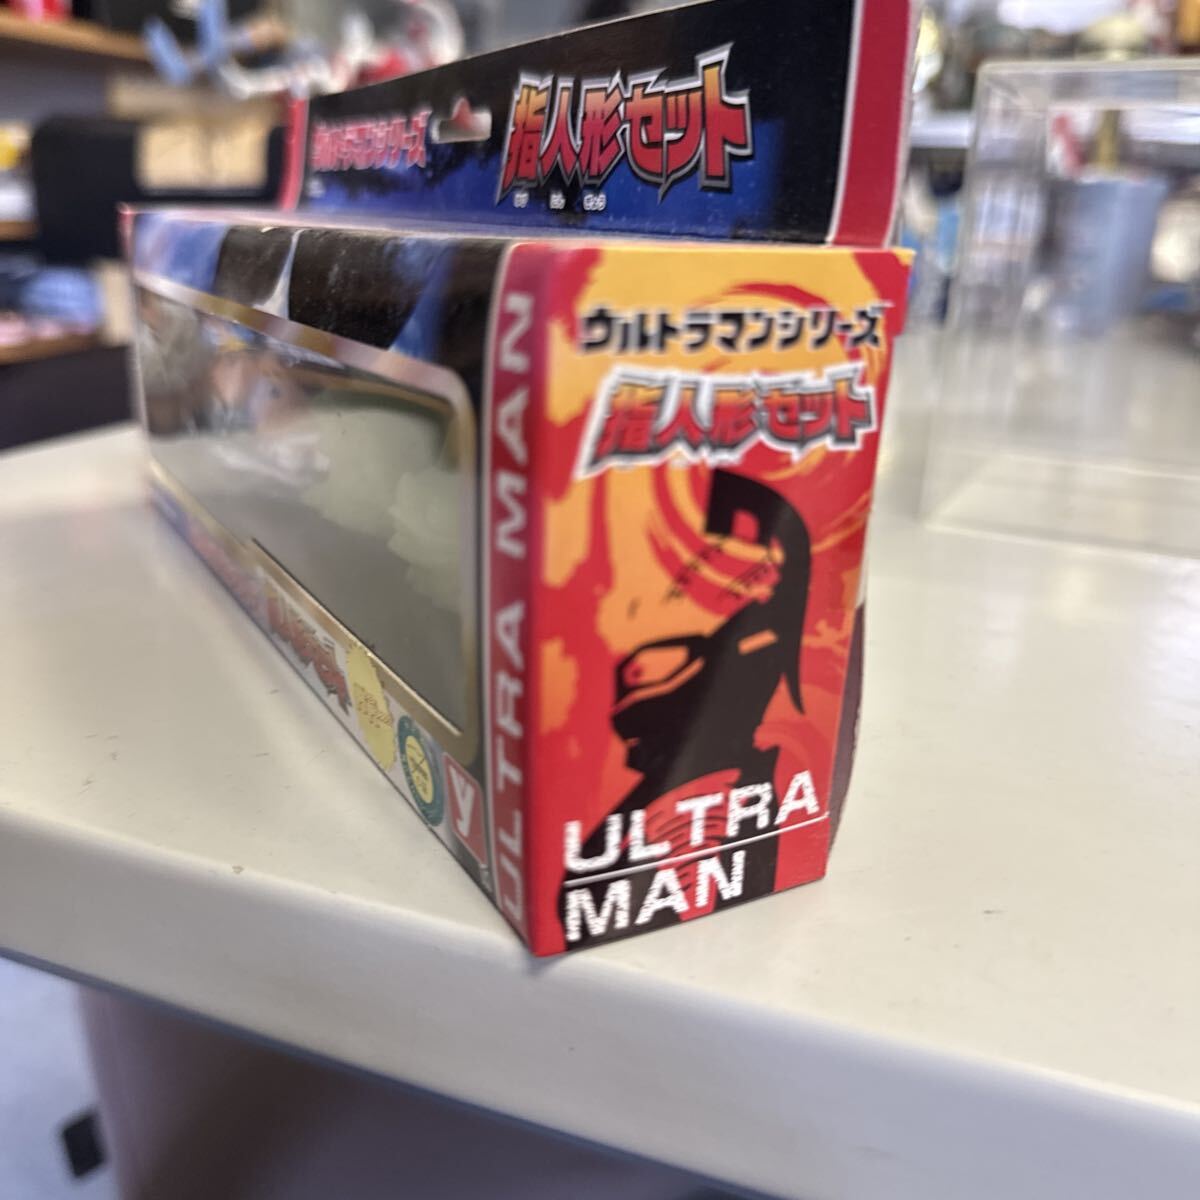 ウルトラマンシリーズ
指人形セット
ウルトラマンシリーズ
指人形セット
ULTRA MAN
ULTRA
MAN
y